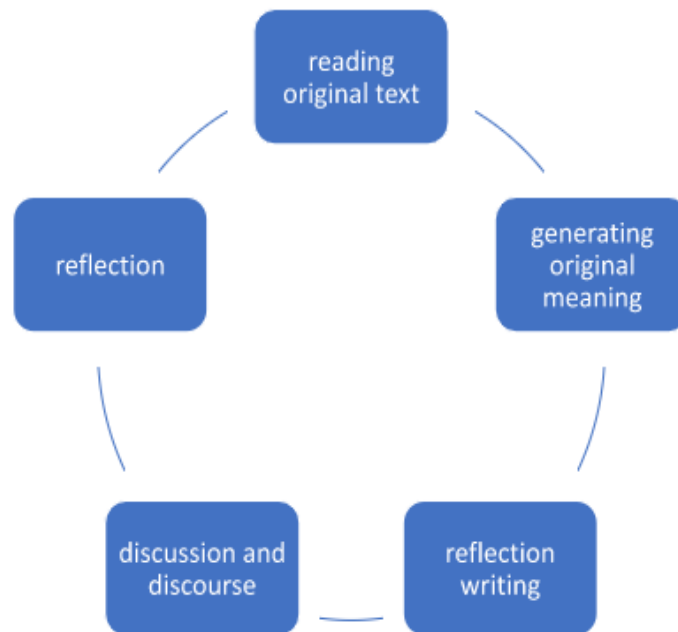 reading
original text
generating
original
meaning
reflection
writing
discussion and
discourse
reflection